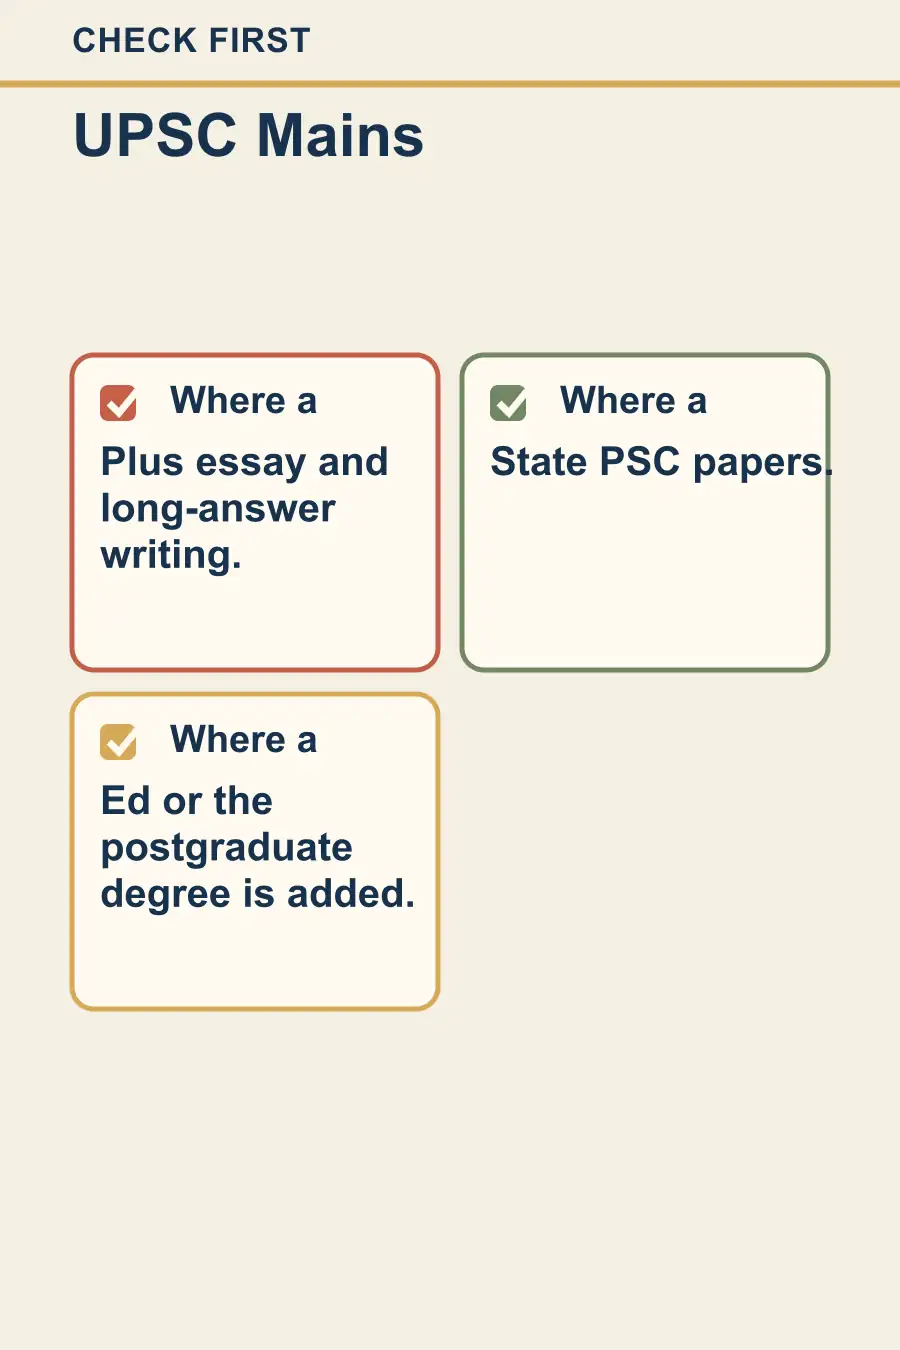 CHECK FIRST
UPSC Mains
Where a
Plus essay and
long-answer
writing.
Where a
State PSC papers.
Where a
Ed or the
postgraduate
degree is added.